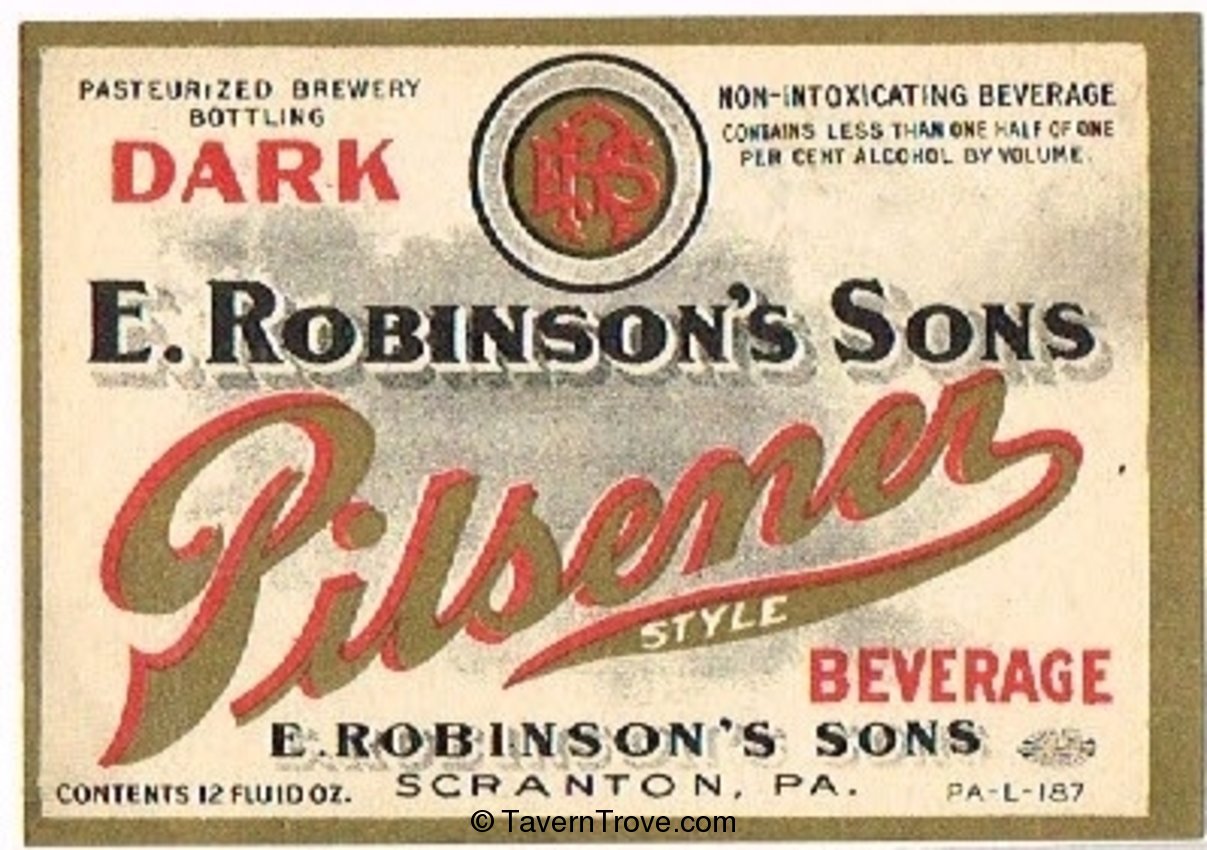 PASTEURIZED BREWERY
BOTTLING
DARK
NON-INTOXICATING BEVERAGE
CONTAINS LESS THAN ONE HALF OF ONE
PER CENT ALCOHOL BY VOLUME.
E. ROBINSON'S SONS
Pilsener
STYLE
BEVERAGE
E. ROBINSON'S SONS
SCRANTON, PA.
CONTENTS 12 FLUID OZ.
PA-L-187
© TavernTrove.com